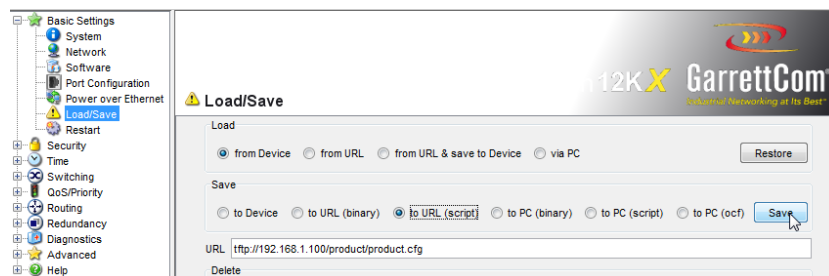 Basic Settings
System
Network
Software
Port Configuration
Power over Ethernet
Load/Save
Restart
Security
Time
Switching
QoS/Priority
Routing
Redundancy
Diagnostics
Advanced
Help
12K X
GarrettCom
Industrial Networking at Its Best
Load/Save
Load
from Device from URL from URL & save to Device via PC Restore
Save
to Device to URL (binary) to URL (script) to PC (binary) to PC (script) to PC (ocf) Save
URL tftp://192.168.1.100/product/product.cfg
Delete